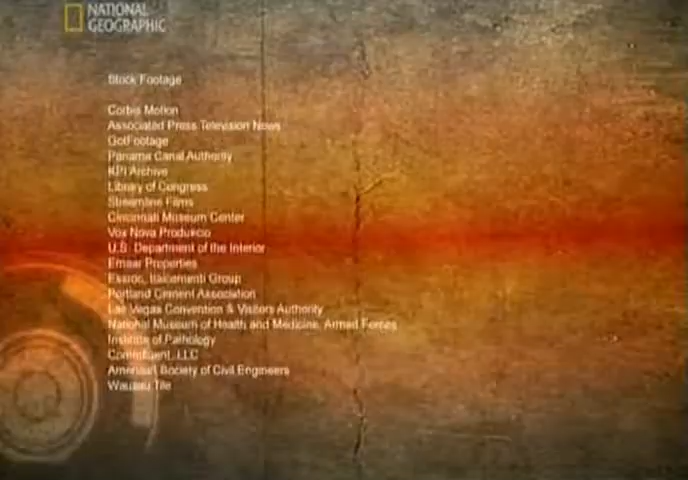 NATIONAL
GEOGRAPHIC
Stock Footage
Corbis Motion
Associated Press Television News
GotFootage
Panama Canal Authority
KPI Archive
Library of Congress
Streamline Films
Cincinnati Museum Center
Vox Nova Produkcio
U.S. Department of the Interior
Emaar Properties
Essroc, Italcementi Group
Portland Cement Association
Las Vegas Convention & Visitors Authority
National Museum of Health and Medicine, Armed Forces
Institute of Pathology
LLC
American Society of Civil Engineers
Wausau Tile